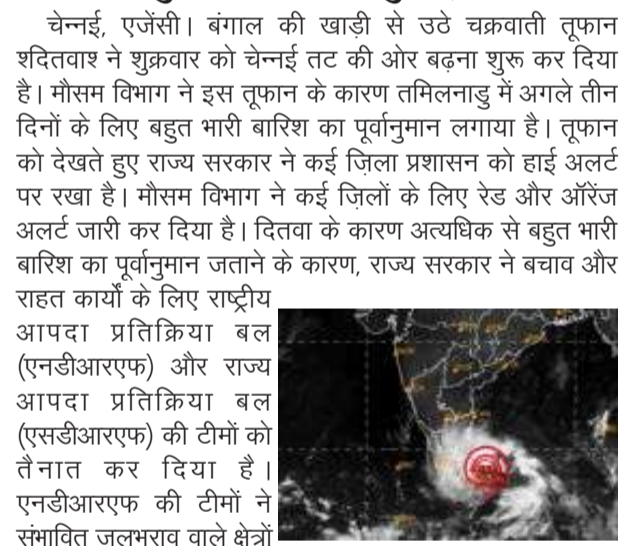 चेन्नई, एजेंसी। बंगाल की खाड़ी से उठे चक्रवाती तूफान
शदितवाश ने शुक्रवार को चेन्नई तट की ओर बढ़ना शुरू कर दिया
है। मौसम विभाग ने इस तूफान के कारण तमिलनाडु में अगले तीन
दिनों के लिए बहुत भारी बारिश का पूर्वानुमान लगाया है। तूफान
को देखते हुए राज्य सरकार ने कई ज़िला प्रशासन को हाई अलर्ट
पर रखा है। मौसम विभाग ने कई ज़िलों के लिए रेड और ऑरेंज
अलर्ट जारी कर दिया है। दितवा के कारण अत्यधिक से बहुत भारी
बारिश का पूर्वानुमान जताने के कारण, राज्य सरकार ने बचाव और
राहत कार्यों के लिए राष्ट्रीय
आपदा प्रतिक्रिया बल
(एनडीआरएफ) और राज्य
आपदा प्रतिक्रिया बल
(एसडीआरएफ) की टीमों को
तैनात कर दिया है।
एनडीआरएफ की टीमों ने
संभावित जलभराव वाले क्षेत्रों